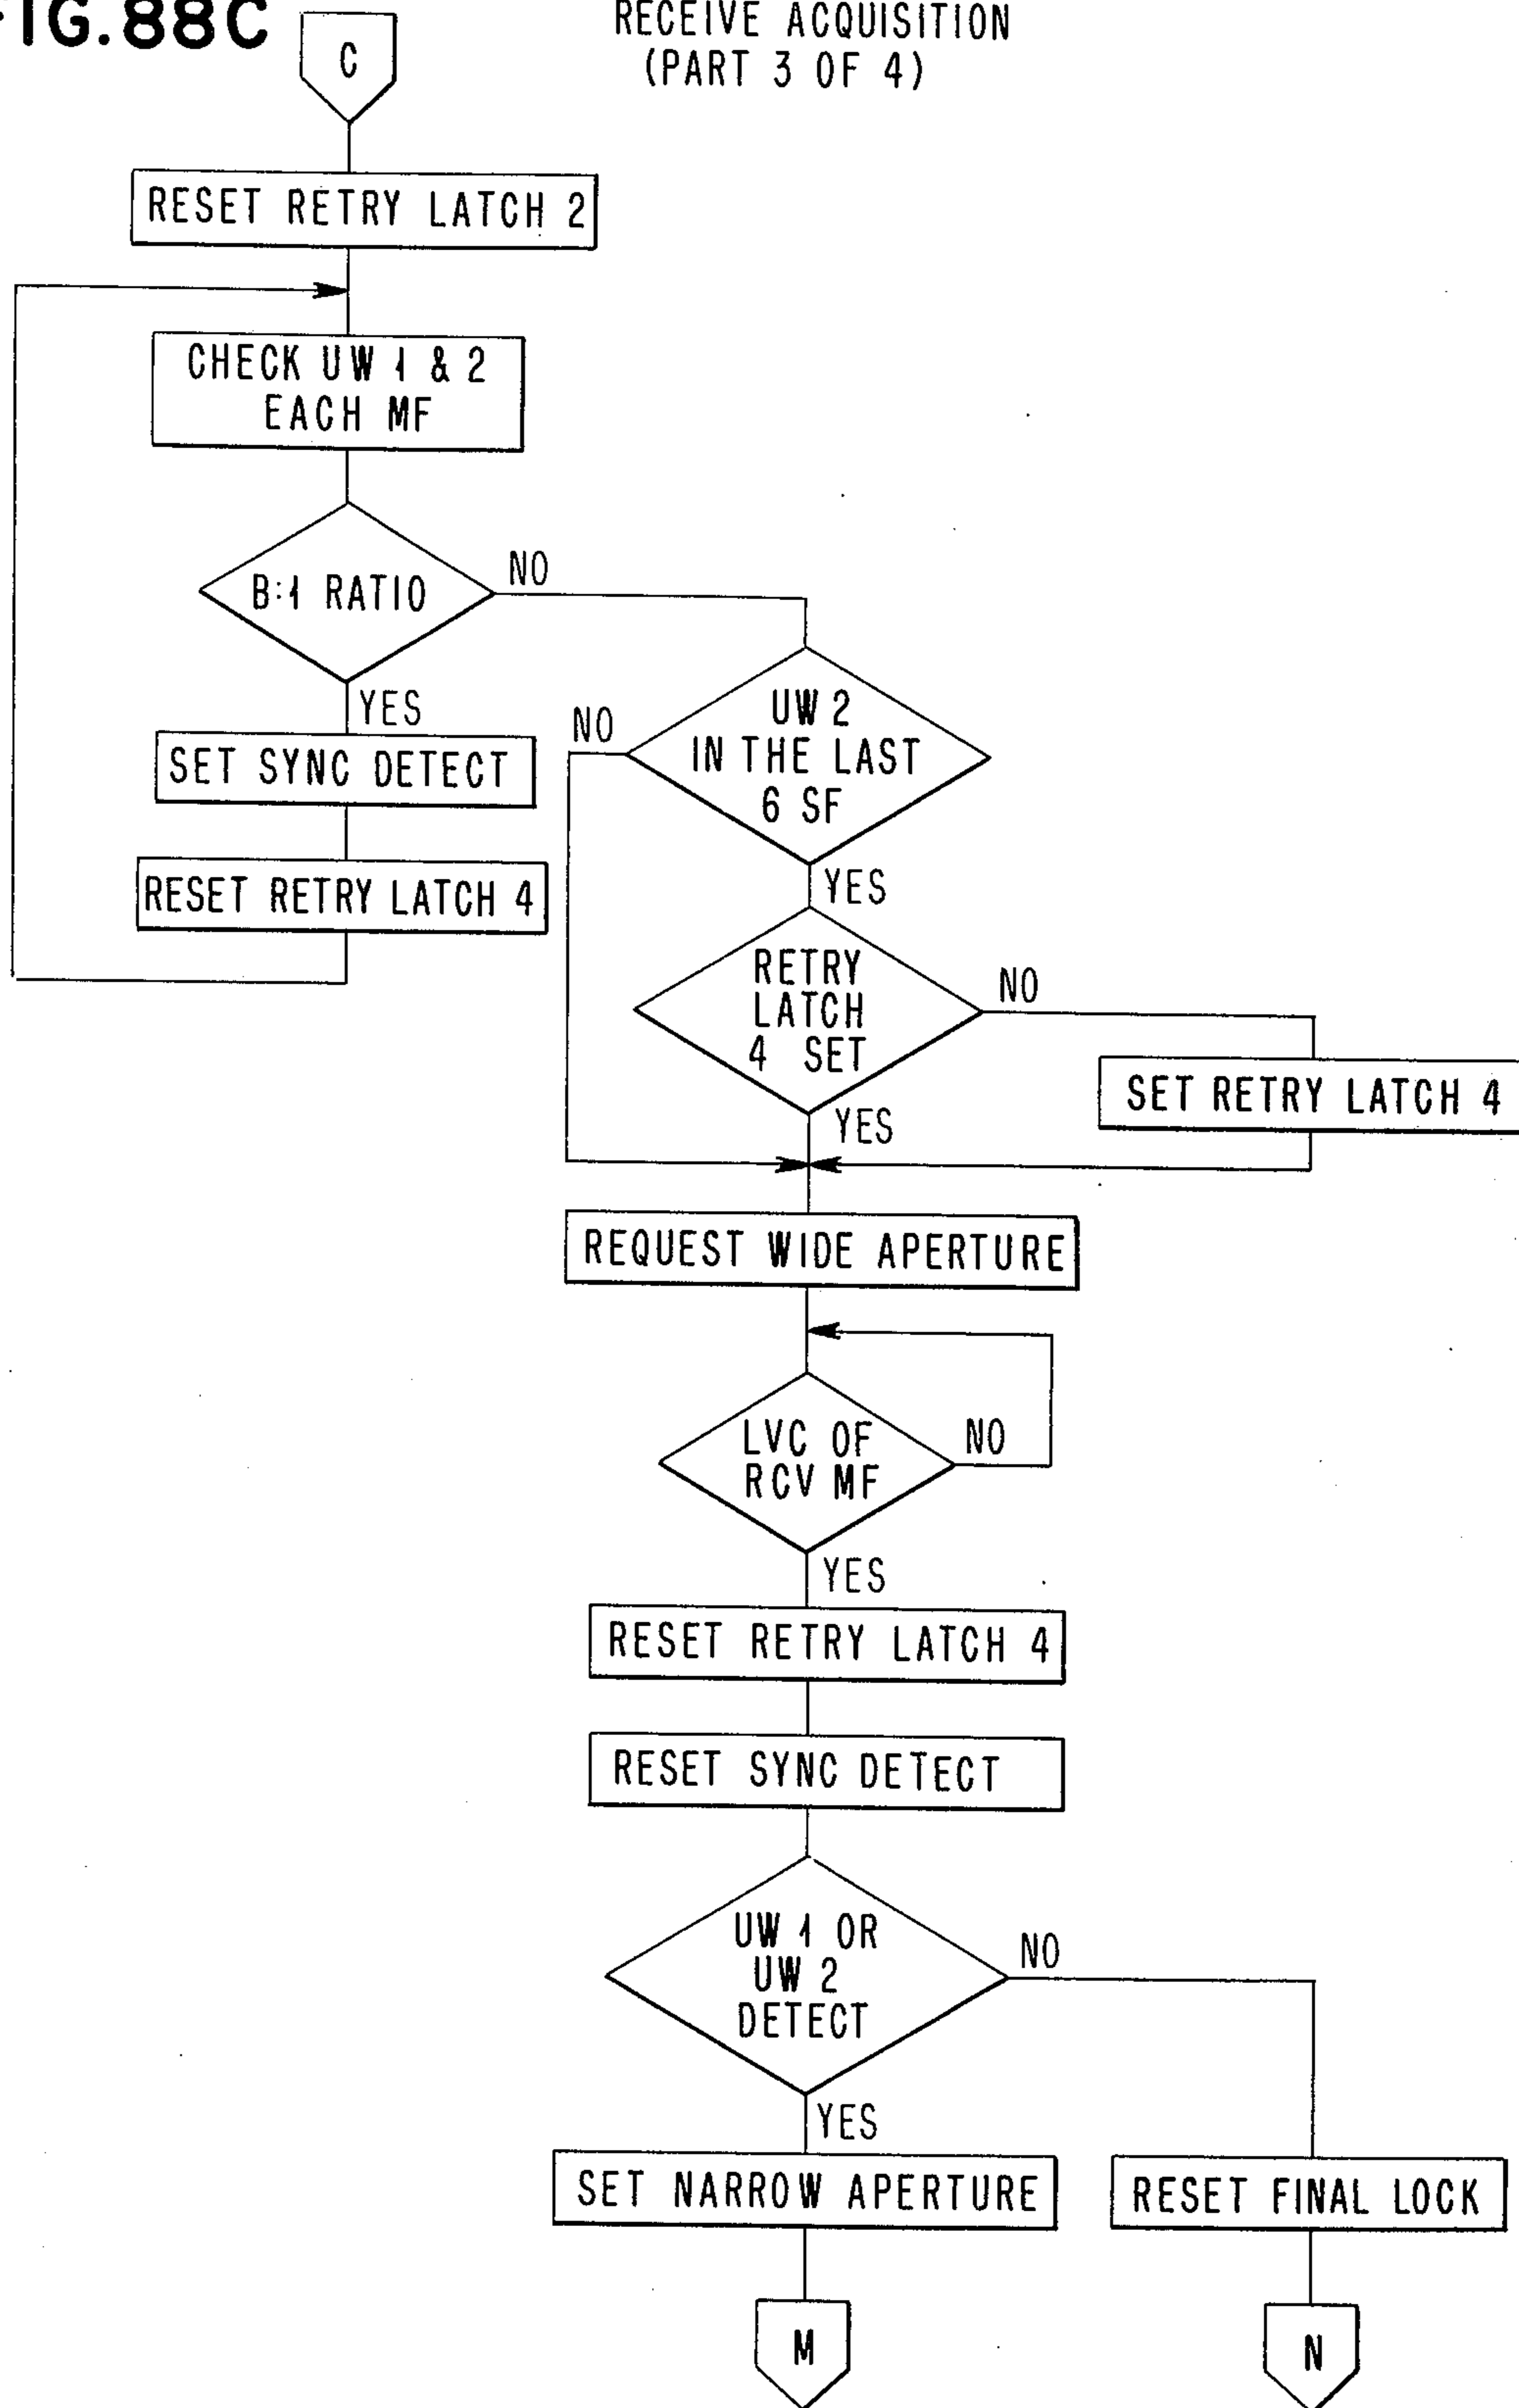 FIG. 88C
RECEIVE ACQUISITION
(PART 3 OF 4)
C
RESET RETRY LATCH 2
CHECK UW 1 & 2
EACH MF
B:1 RATIO
NO
YES
SET SYNC DETECT
RESET RETRY LATCH 4
UW 2
IN THE LAST
6 SF
NO
YES
RETRY
LATCH
4 SET
NO
SET RETRY LATCH 4
YES
REQUEST WIDE APERTURE
LVC OF
RCV MF
NO
YES
RESET RETRY LATCH 4
RESET SYNC DETECT
UW 1 OR
UW 2
DETECT
NO
YES
SET NARROW APERTURE
RESET FINAL LOCK
M
N